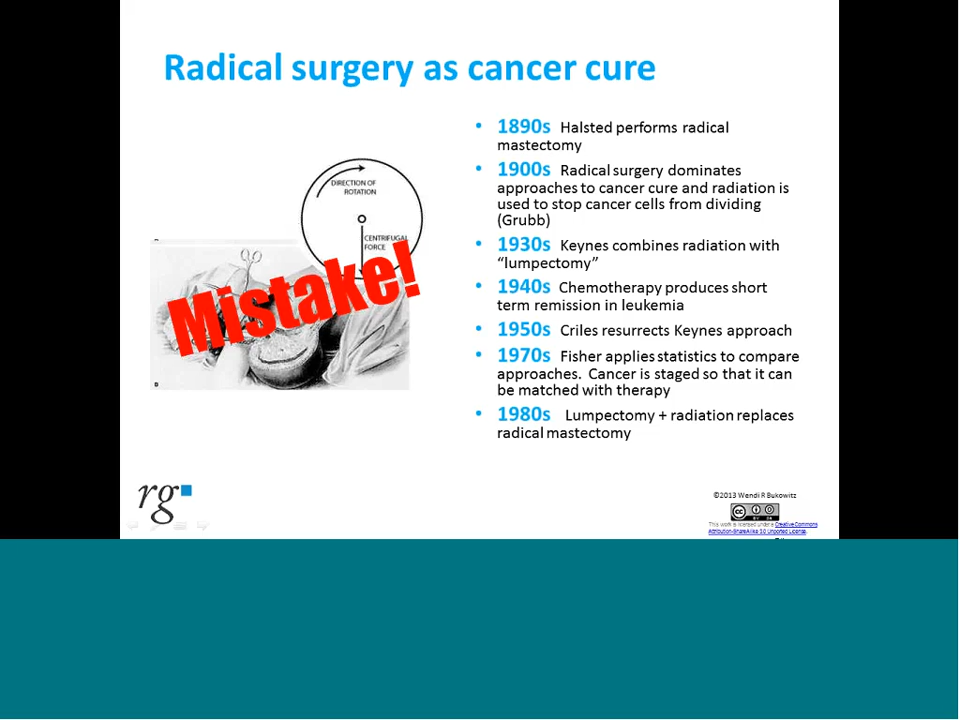 Radical surgery as cancer cure
DIRECTION OF
ROTATION
CENTRIFUGAL
FORCE
Mistake!
• 1890s Halsted performs radical
mastectomy
• 1900s Radical surgery dominates
approaches to cancer cure and radiation is
used to stop cancer cells from dividing
(Grubb)
• 1930s Keynes combines radiation with
“lumpectomy”
• 1940s Chemotherapy produces short
term remission in leukemia
• 1950s Criles resurrects Keynes approach
• 1970s Fisher applies statistics to compare
approaches. Cancer is staged so that it can
be matched with therapy
• 1980s Lumpectomy + radiation replaces
radical mastectomy
rg
©2013 Wendi R Bukowitz
cc
This work is licensed under a Creative Commons
Attribution-ShareAlike 3.0 Unported License.